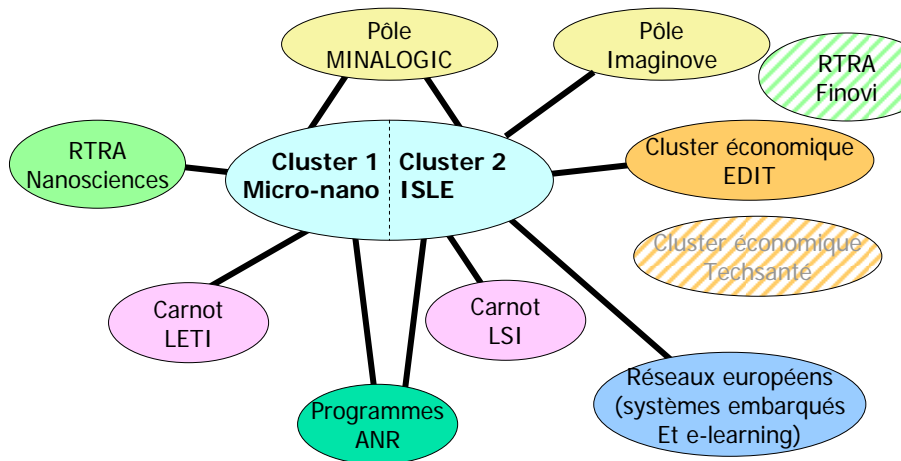 Pôle
MINALOGIC
Pôle
Imaginove
RTRA
Finovi
RTRA
Nanosciences
Cluster 1
Micro-nano
Cluster 2
ISLE
Cluster économique
EDIT
Cluster économique
Techsanté
Carnot
LETI
Carnot
LSI
Programmes
ANR
Réseaux européens
(systèmes embarqués
Et e-learning)